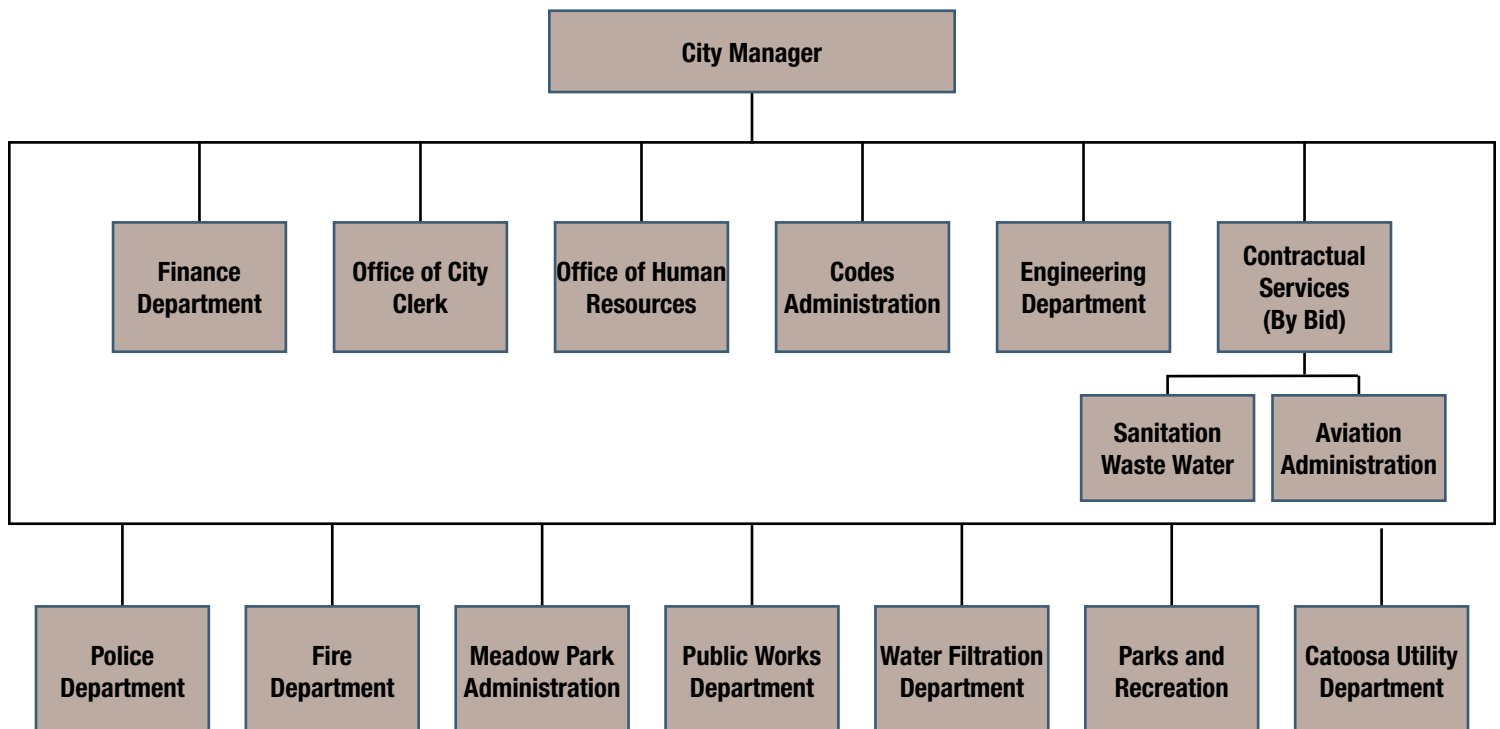 City Manager
Finance
Department
Office of City
Clerk
Office of Human
Resources
Codes
Administration
Engineering
Department
Contractual
Services
(By Bid)
Sanitation
Waste Water
Aviation
Administration
Police
Department
Fire
Department
Meadow Park
Administration
Public Works
Department
Water Filtration
Department
Parks and
Recreation
Catoosa Utility
Department